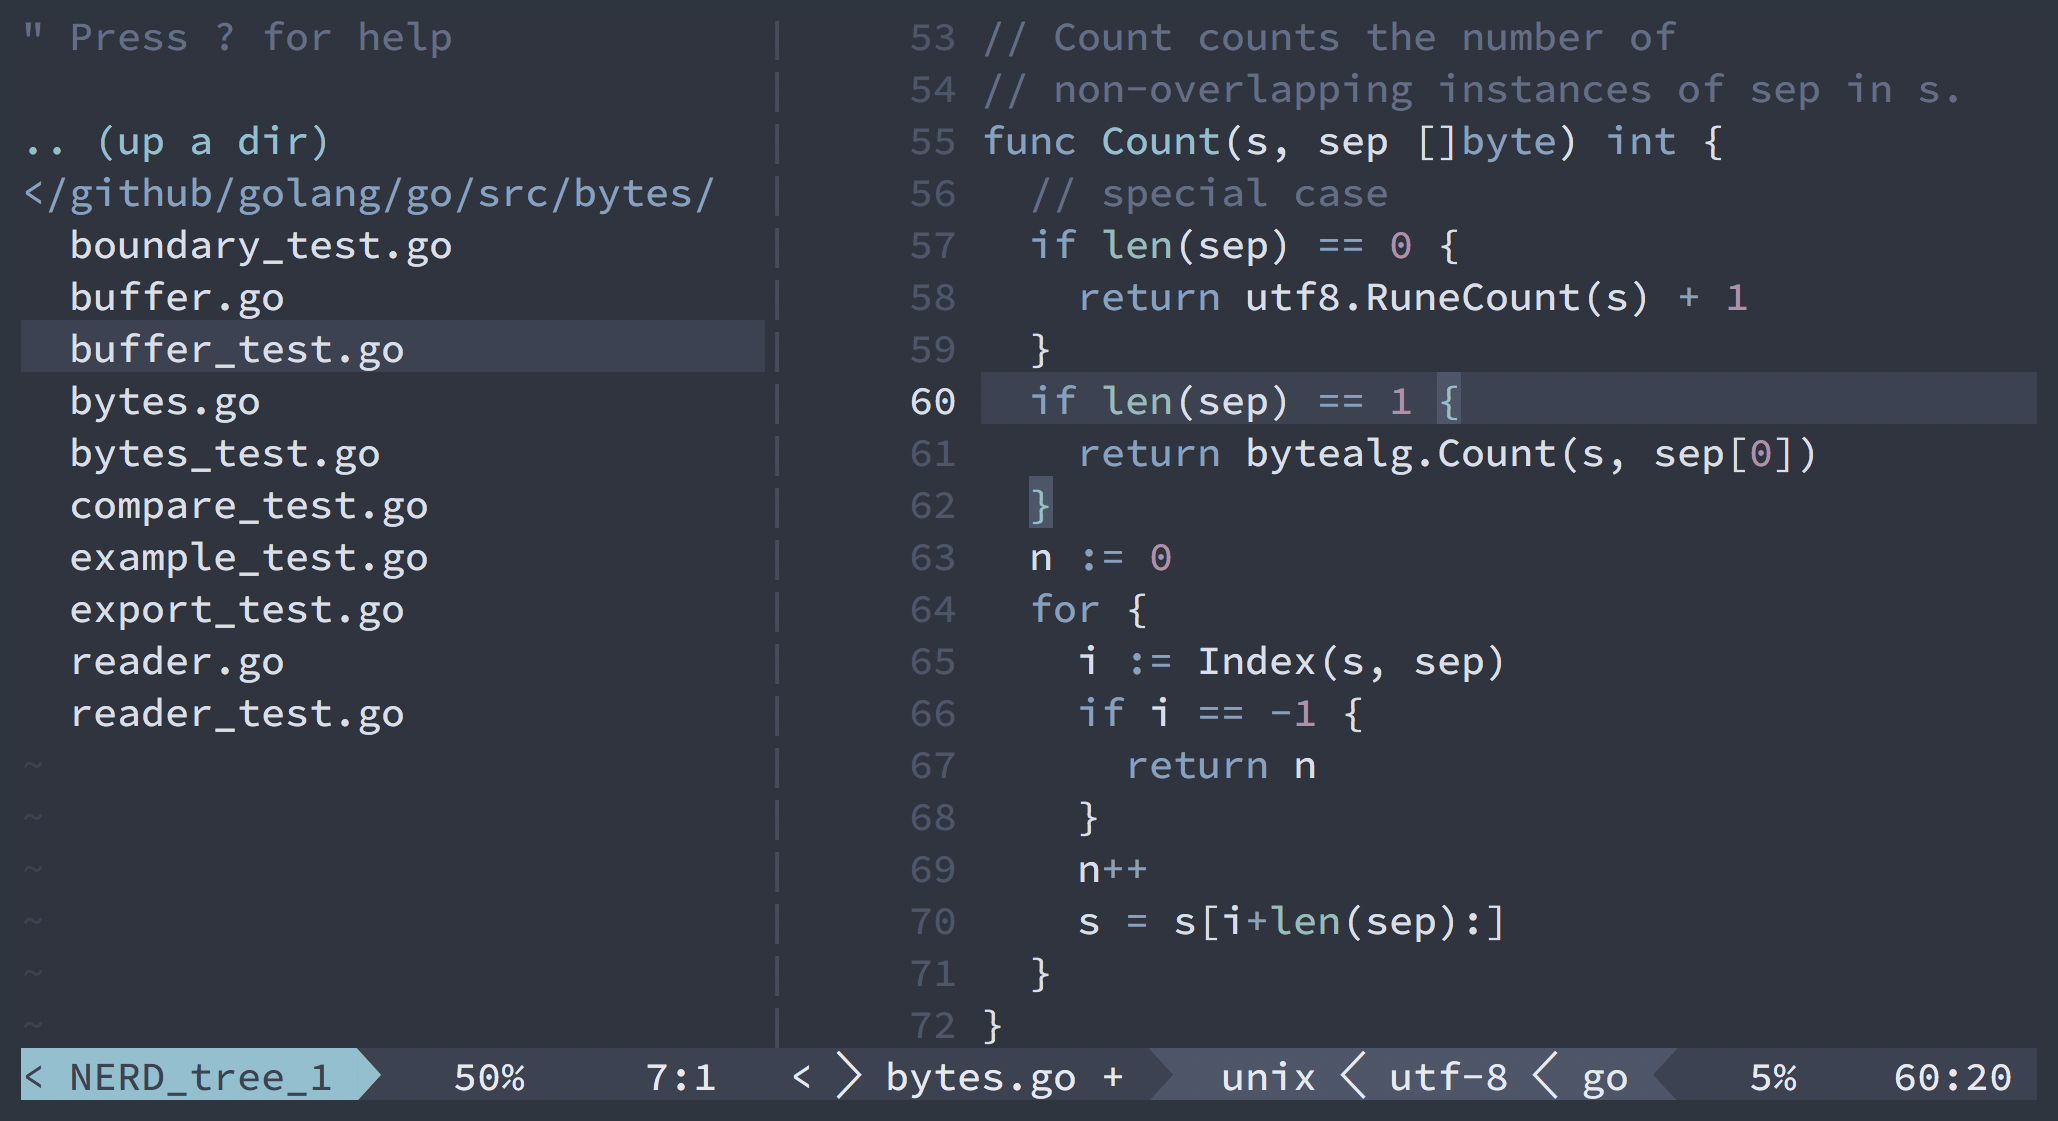 " Press ? for help
.. (up a dir)
</github/golang/go/src/bytes/
  boundary_test.go
  buffer.go
  buffer_test.go
  bytes.go
  bytes_test.go
  compare_test.go
  example_test.go
  export_test.go
  reader.go
  reader_test.go
~
~
~
~
~
~
< NERD_tree_1 50% 7:1
53 // Count counts the number of
54 // non-overlapping instances of sep in s.
55 func Count(s, sep []byte) int {
56   // special case
57   if len(sep) == 0 {
58     return utf8.RuneCount(s) + 1
59   }
60   if len(sep) == 1 {
61     return bytealg.Count(s, sep[0])
62   }
63   n := 0
64   for {
65     i := Index(s, sep)
66     if i == -1 {
67       return n
68     }
69     n++
70     s = s[i+len(sep):]
71   }
72 }
< bytes.go + unix utf-8 go 5% 60:20